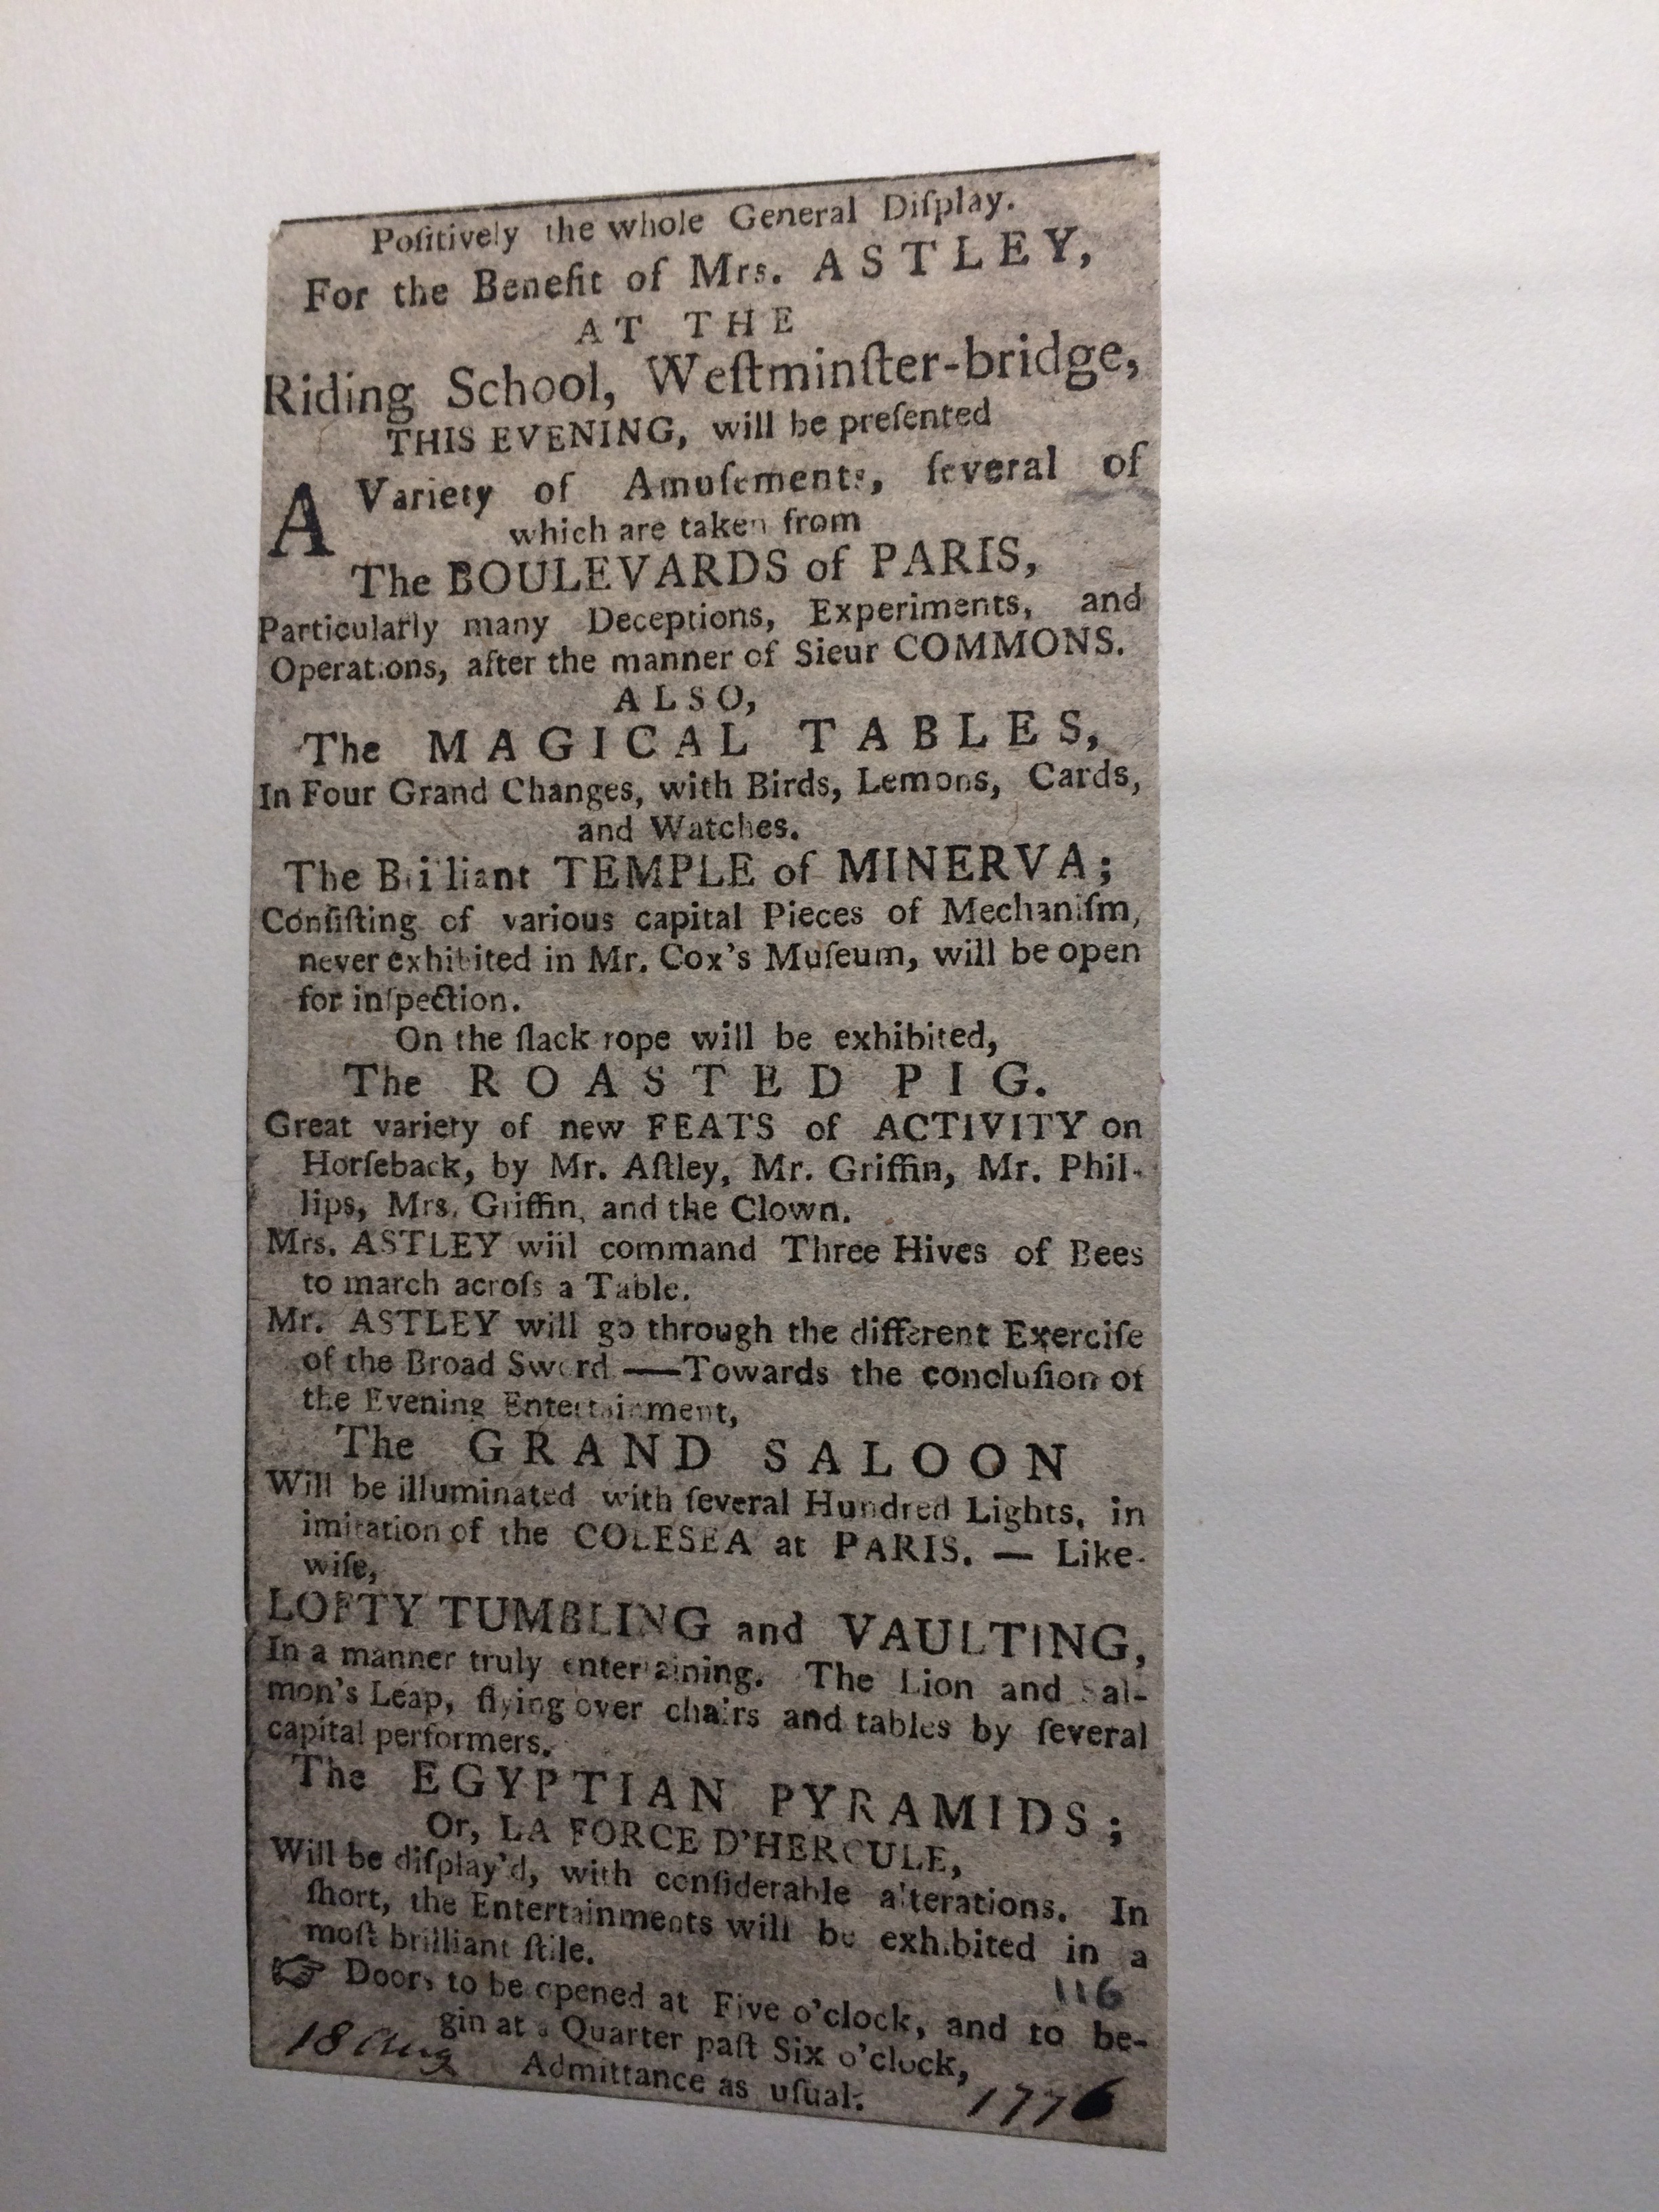 Poſitively the whole General Diſplay.
For the Benefit of Mrs. ASTLEY,
AT THE
Riding School, Weſtminſter-bridge,
THIS EVENING, will be preſented
A Variety of Amuſements, ſeveral of
which are taken from
The BOULEVARDS of PARIS,
Particularly many Deceptions, Experiments, and
Operations, after the manner of Sieur COMMONS.
ALSO,
The MAGICAL TABLES,
In Four Grand Changes, with Birds, Lemons, Cards,
and Watches.
The Brilliant TEMPLE of MINERVA;
Conſiſting of various capital Pieces of Mechaniſm,
never exhibited in Mr. Cox's Muſeum, will be open
for inſpection.
On the ſlack rope will be exhibited,
The ROASTED PIG.
Great variety of new FEATS of ACTIVITY on
Horſeback, by Mr. Aſtley, Mr. Griffin, Mr. Phil-
lips, Mrs. Griffin, and the Clown.
Mrs. ASTLEY will command Three Hives of Bees
to march acroſs a Table.
Mr. ASTLEY will go through the different Exerciſe
of the Broad Sword —Towards the concluſion of
the Evening Entertainment,
The GRAND SALOON
Will be illuminated with ſeveral Hundred Lights, in
imitation of the COLESEA at PARIS. — Like-
wiſe,
LOFTY TUMBLING and VAULTING,
In a manner truly entertaining. The Lion and Sal-
mon's Leap, flying over chairs and tables by ſeveral
capital performers.
The EGYPTIAN PYRAMIDS;
Or, LA FORCE D'HERCULE,
Will be diſplay'd, with conſiderable alterations. In
ſhort, the Entertainments will be exhibited in a
moſt brilliant ſtile.
116
☞ Doors to be opened at Five o'clock, and to be-
gin at a Quarter paſt Six o'clock,
18 Aug Admittance as uſual. 1776